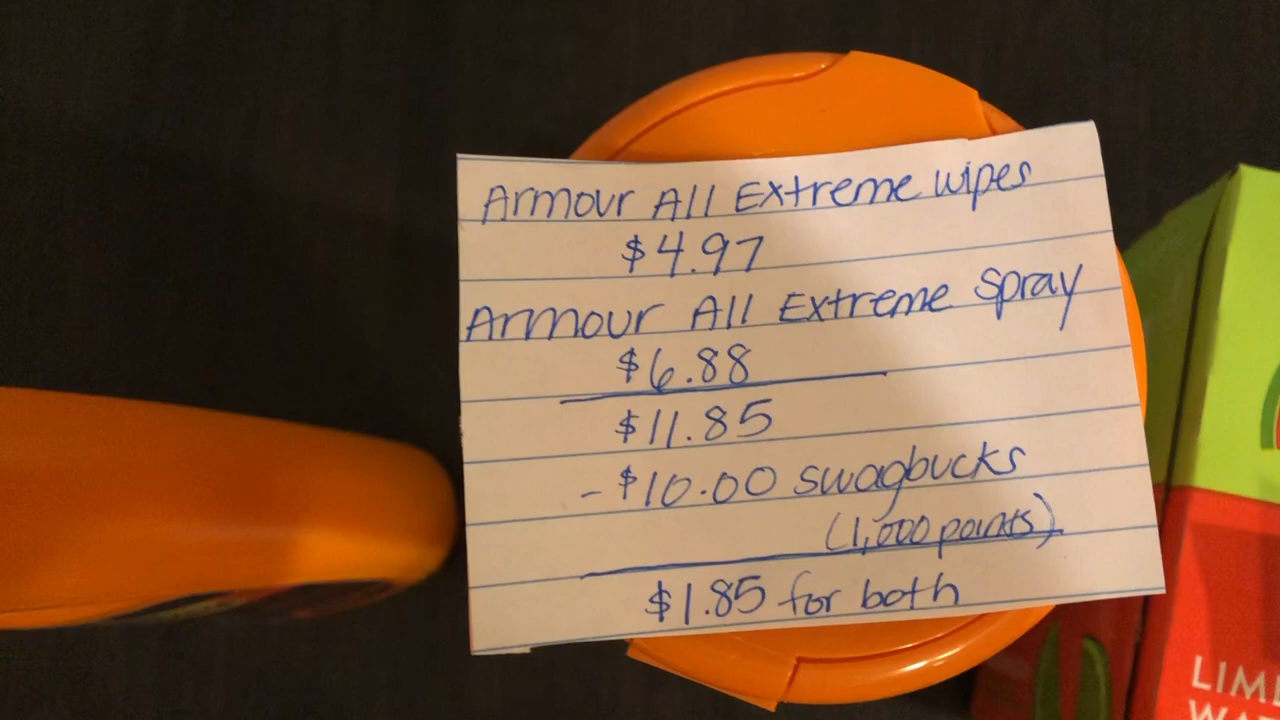 Armour All Extreme wipes
$4.97
Armour All Extreme Spray
$6.88
$11.85
- $10.00 swagbucks
(1,000 points)
$1.85 for both
LIM